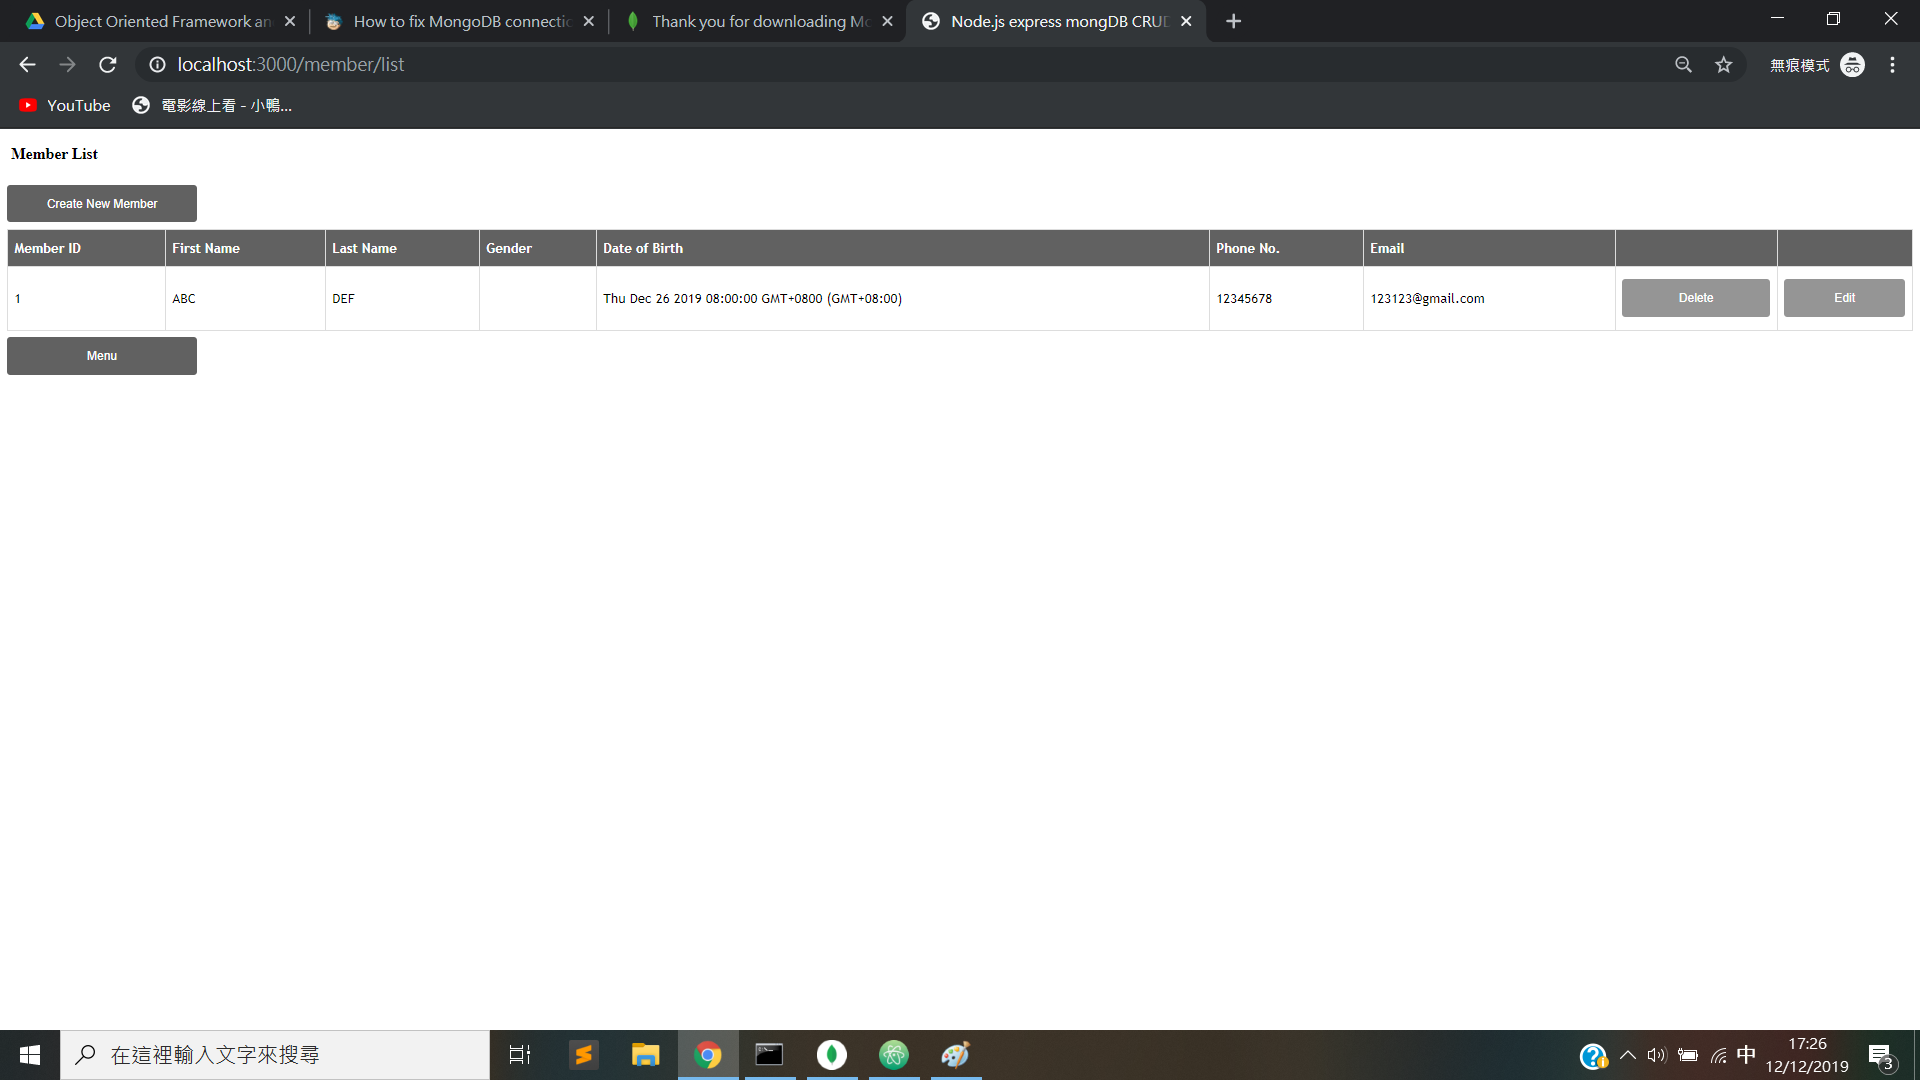 Object Oriented Framework an
How to fix MongoDB connectio
Thank you for downloading Mo
Node.js express mongDB CRUD
localhost:3000/member/list
無痕模式
YouTube
電影線上看 - 小鴨...
Member List
Create New Member
Member ID First Name Last Name Gender Date of Birth Phone No. Email
1 ABC DEF Thu Dec 26 2019 08:00:00 GMT+0800 (GMT+08:00) 12345678 123123@gmail.com Delete Edit
Menu
在這裡輸入文字來搜尋
中
17:26
12/12/2019
3